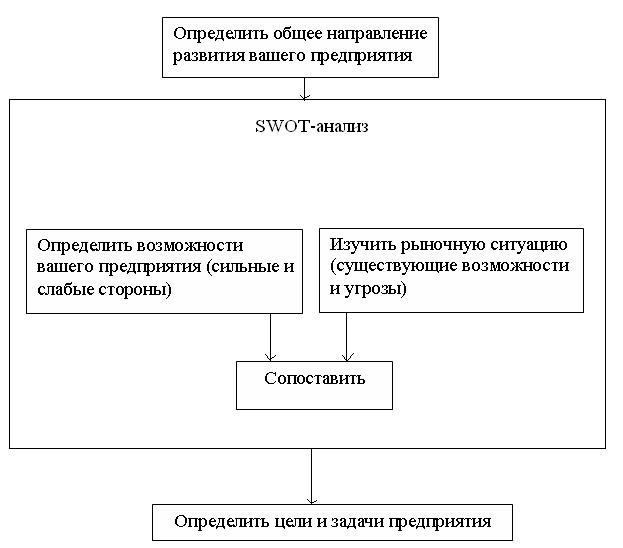 Определить общее направление
развития вашего предприятия
SWOT-анализ
Определить возможности
вашего предприятия (сильные и
слабые стороны)
Изучить рыночную ситуацию
(существующие возможности
и угрозы)
Сопоставить
Определить цели и задачи предприятия